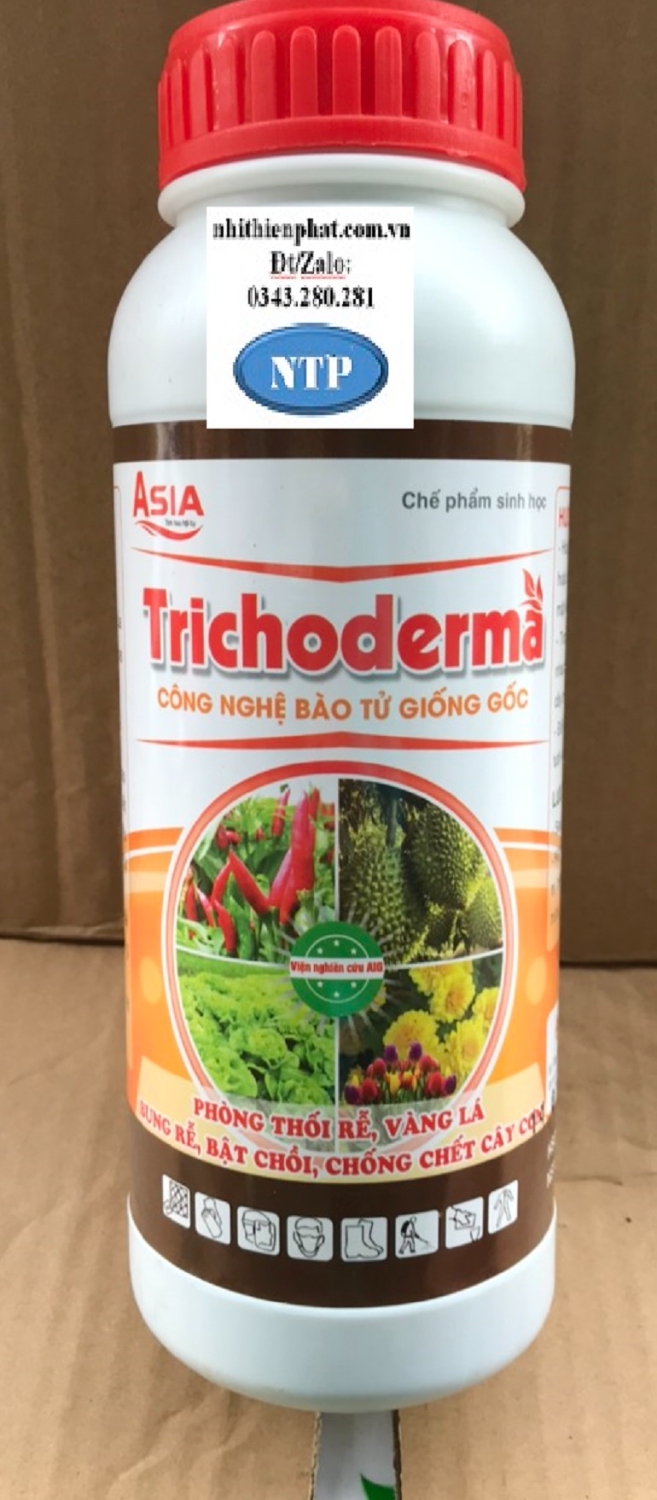 nhithienphat.com.vn
Đt/Zalo:
0343.280.281
NTP
ASIA
Chế phẩm sinh học
Trichoderma
CÔNG NGHỆ BÀO TỬ GIỐNG GỐC
Viện nghiên cứu AIG
PHÒNG THỐI RỄ, VÀNG LÁ
BUNG RỄ, BẬT CHỒI, CHỐNG CHẾT CÂY CON